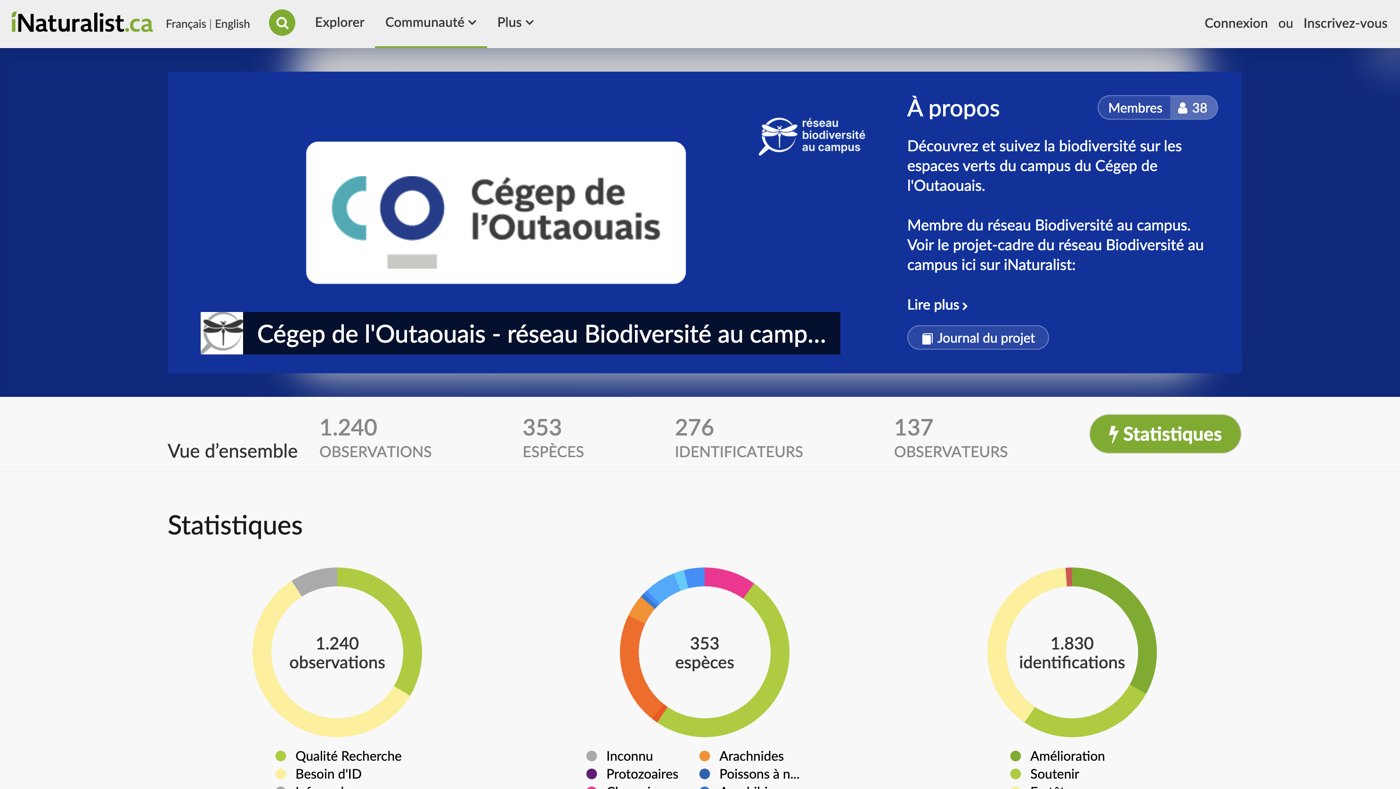 iNaturalist.ca
Français | English
Explorer
Communauté
Plus
Connexion ou Inscrivez-vous
réseau
biodiversité
au campus
Cégep de
l'Outaouais
Cégep de l'Outaouais - réseau Biodiversité au camp...
À propos
Membres 38
Découvrez et suivez la biodiversité sur les
espaces verts du campus du Cégep de
l'Outaouais.
Membre du réseau Biodiversité au campus.
Voir le projet-cadre du réseau Biodiversité au
campus ici sur iNaturalist:
Lire plus
Journal du projet
Vue d’ensemble
1.240
OBSERVATIONS
353
ESPÈCES
276
IDENTIFICATEURS
137
OBSERVATEURS
Statistiques
Statistiques
1.240
observations
353
espèces
1.830
identifications
Qualité Recherche
Besoin d'ID
Inconnu
Protozoaires
Arachnides
Poissons à n...
Amélioration
Soutenir